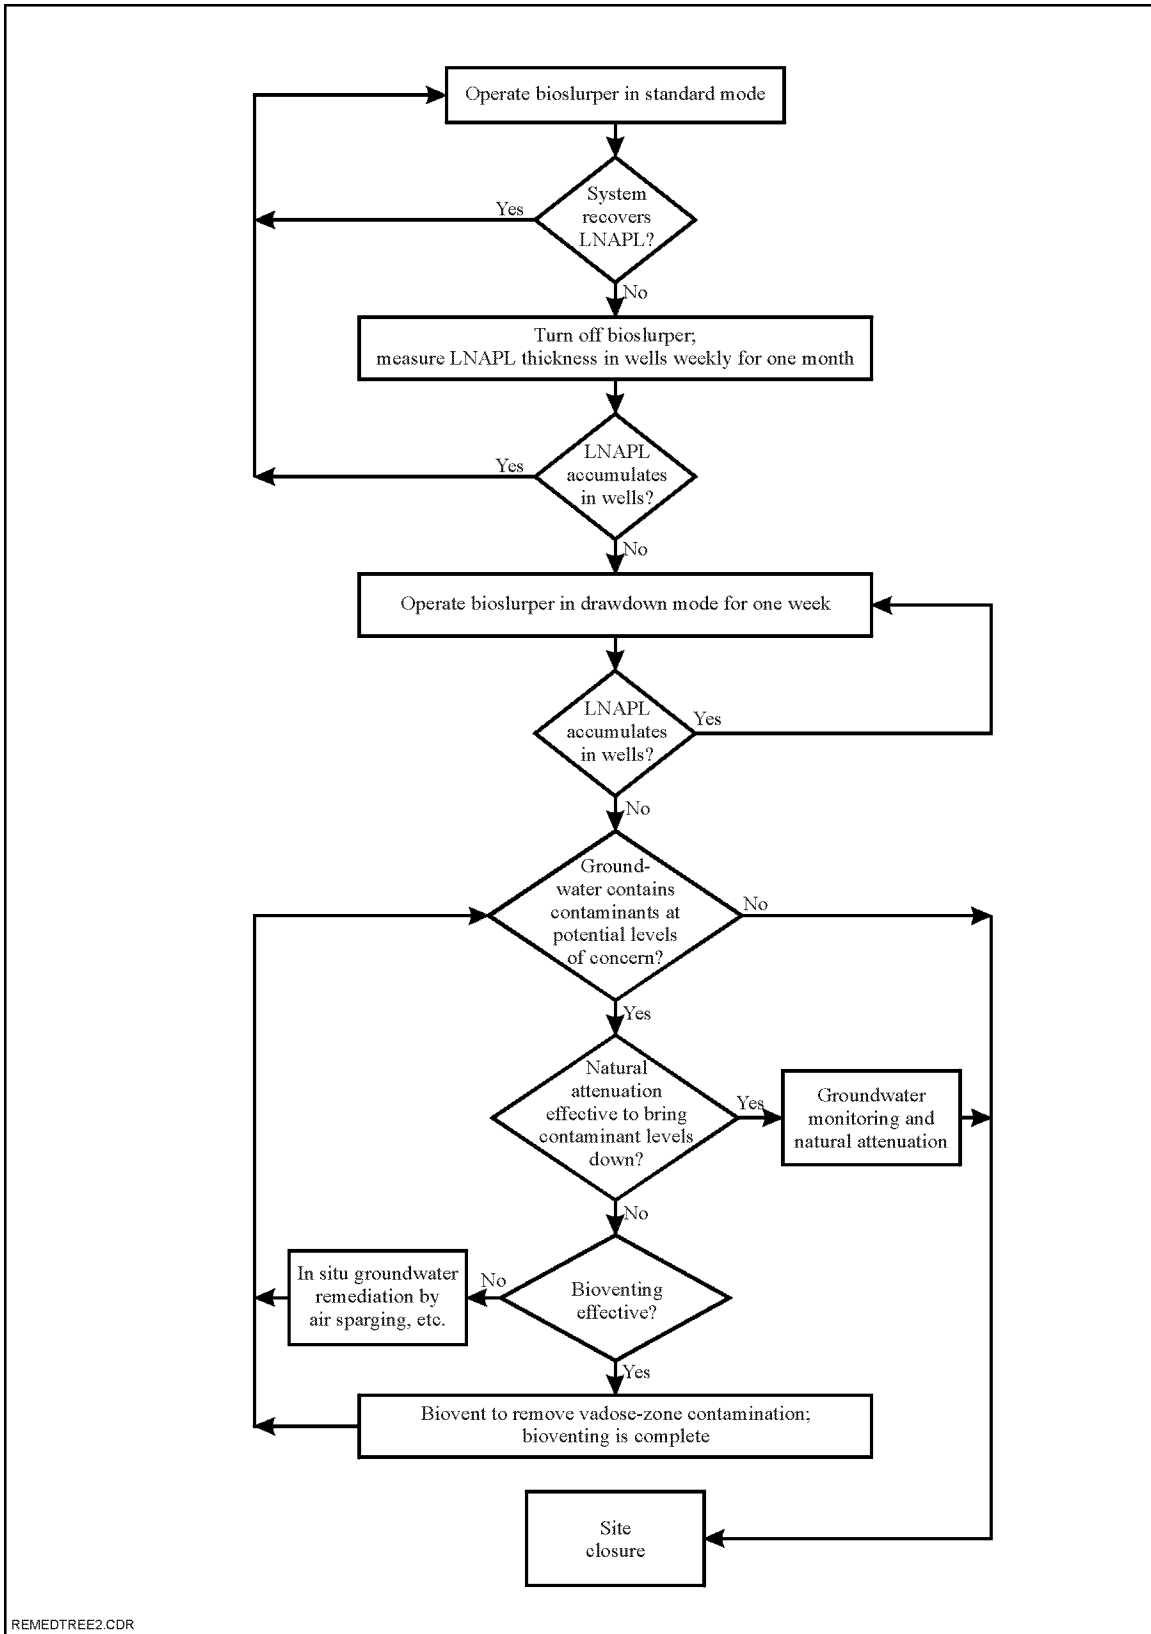 Operate bioslurper in standard mode
System
recovers
LNAPL?
Yes
No
Turn off bioslurper;
measure LNAPL thickness in wells weekly for one month
LNAPL
accumulates
in wells?
Yes
No
Operate bioslurper in drawdown mode for one week
LNAPL
accumulates
in wells?
Yes
No
Ground-
water contains
contaminants at
potential levels
of concern?
No
Yes
Natural
attenuation
effective to bring
contaminant levels
down?
Yes
Groundwater
monitoring and
natural attenuation
No
Bioventing
effective?
No
In situ groundwater
remediation by
air sparging, etc.
Yes
Biovent to remove vadose-zone contamination;
bioventing is complete
Site
closure
REMEDTREE2.CDR